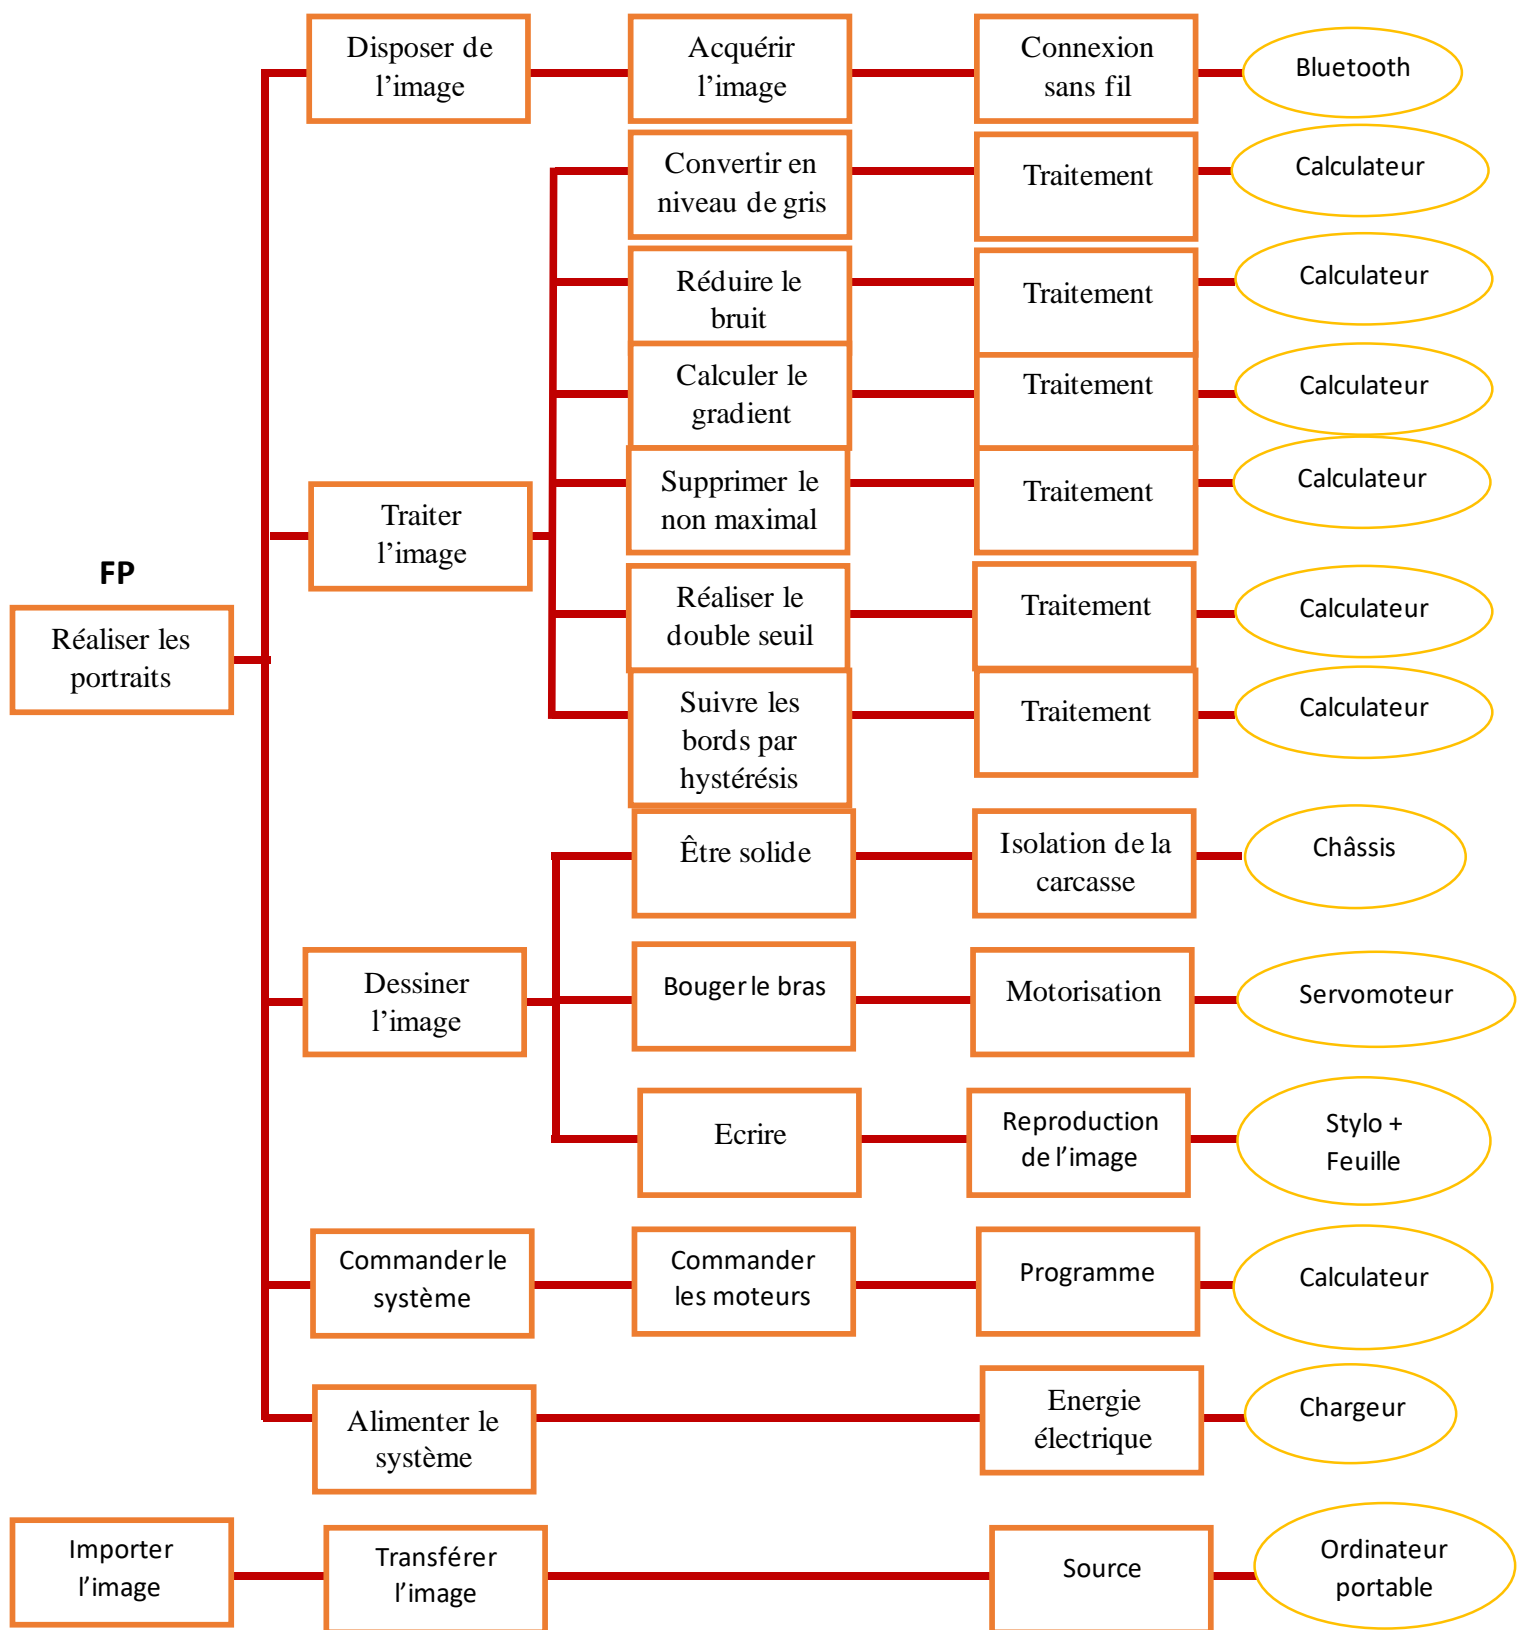 Disposer de
l’image
Acquérir
l’image
Connexion
sans fil
Bluetooth
Convertir en
niveau de gris
Traitement
Calculateur
Réduire le
bruit
Traitement
Calculateur
Calculer le
gradient
Traitement
Calculateur
Traiter
l’image
Supprimer le
non maximal
Traitement
Calculateur
FP
Réaliser les
portraits
Réaliser le
double seuil
Traitement
Calculateur
Suivre les
bords par
hystérésis
Traitement
Calculateur
Être solide
Isolation de la
carcasse
Châssis
Dessiner
l’image
Bouger le bras
Motorisation
Servomoteur
Ecrire
Reproduction
de l’image
Stylo +
Feuille
Commander le
système
Commander
les moteurs
Programme
Calculateur
Alimenter le
système
Energie
électrique
Chargeur
Importer
l’image
Transférer
l’image
Source
Ordinateur
portable